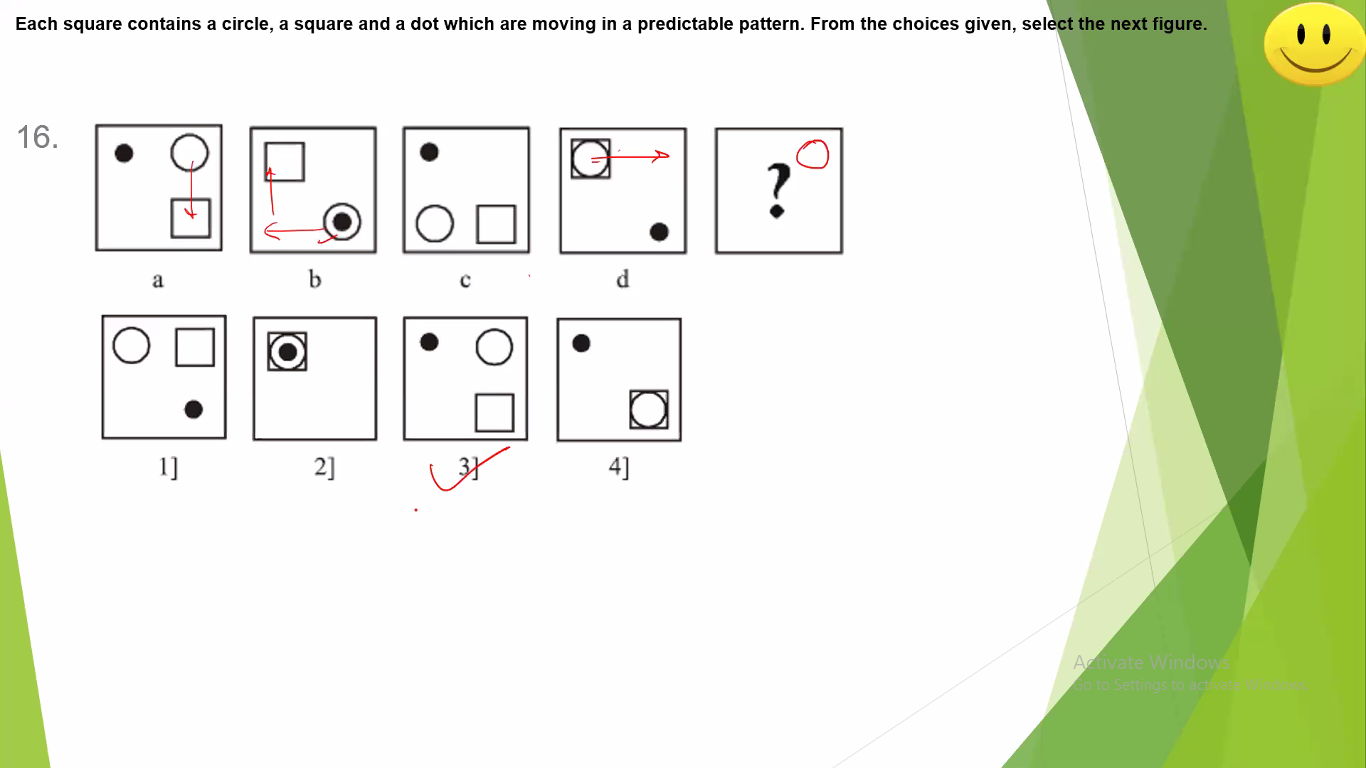 Each square contains a circle, a square and a dot which are moving in a predictable pattern. From the choices given, select the next figure.
16.
?
a b c d
1] 2] 3] 4]
Activate Windows
Go to Settings to activate Windows.